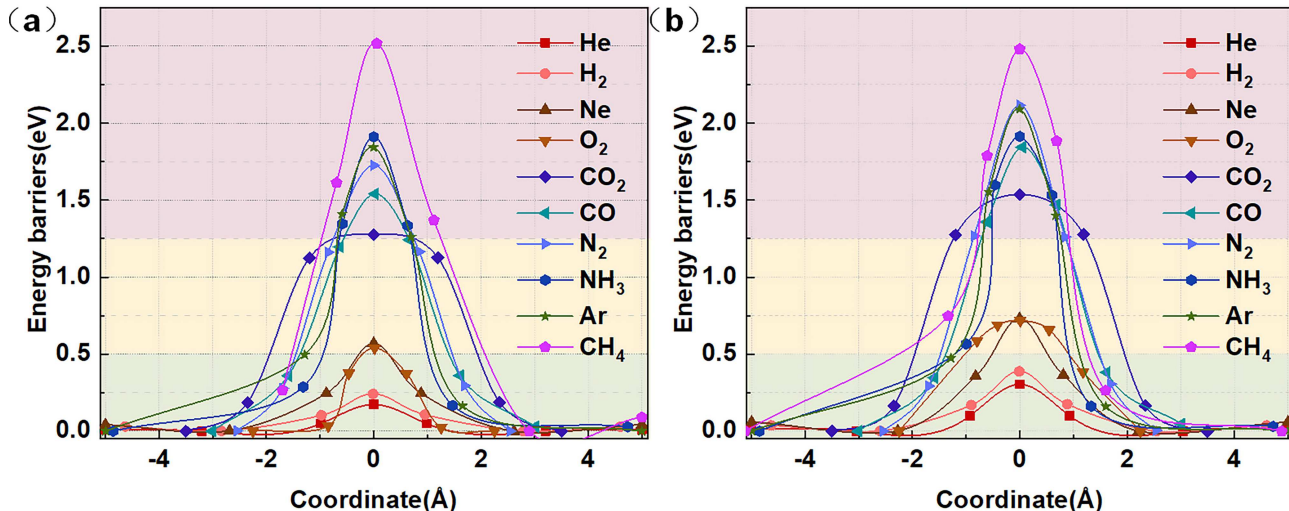 (a)
Energy barriers(eV)
2.5
2.0
1.5
1.0
0.5
0.0
-4 -2 0 2 4
Coordinate(Å)
He
H₂
Ne
O₂
CO₂
CO
N₂
NH₃
Ar
CH₄
(b)
Energy barriers(eV)
2.5
2.0
1.5
1.0
0.5
0.0
-4 -2 0 2 4
Coordinate(Å)
He
H₂
Ne
O₂
CO₂
CO
N₂
NH₃
Ar
CH₄